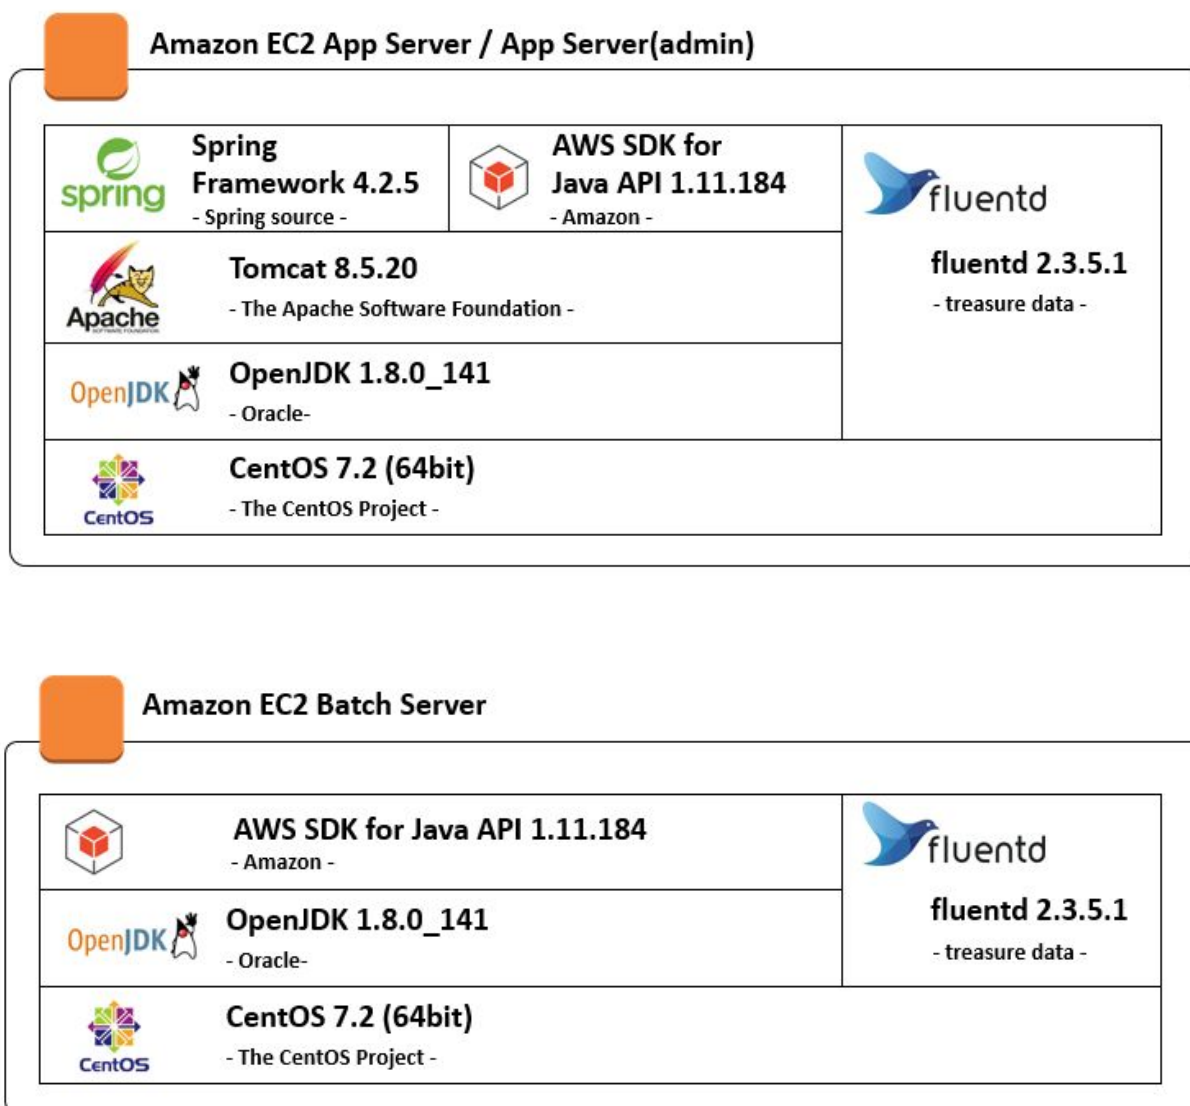 Amazon EC2 App Server / App Server(admin)
spring
Spring
Framework 4.2.5
- Spring source -
AWS SDK for
Java API 1.11.184
- Amazon -
fluentd
fluentd 2.3.5.1
- treasure data -
Apache
SOFTWARE FOUNDATION
Tomcat 8.5.20
- The Apache Software Foundation -
OpenJDK
OpenJDK 1.8.0_141
- Oracle-
CentOS
CentOS 7.2 (64bit)
- The CentOS Project -
Amazon EC2 Batch Server
AWS SDK for Java API 1.11.184
- Amazon -
fluentd
fluentd 2.3.5.1
- treasure data -
OpenJDK
OpenJDK 1.8.0_141
- Oracle-
CentOS
CentOS 7.2 (64bit)
- The CentOS Project -